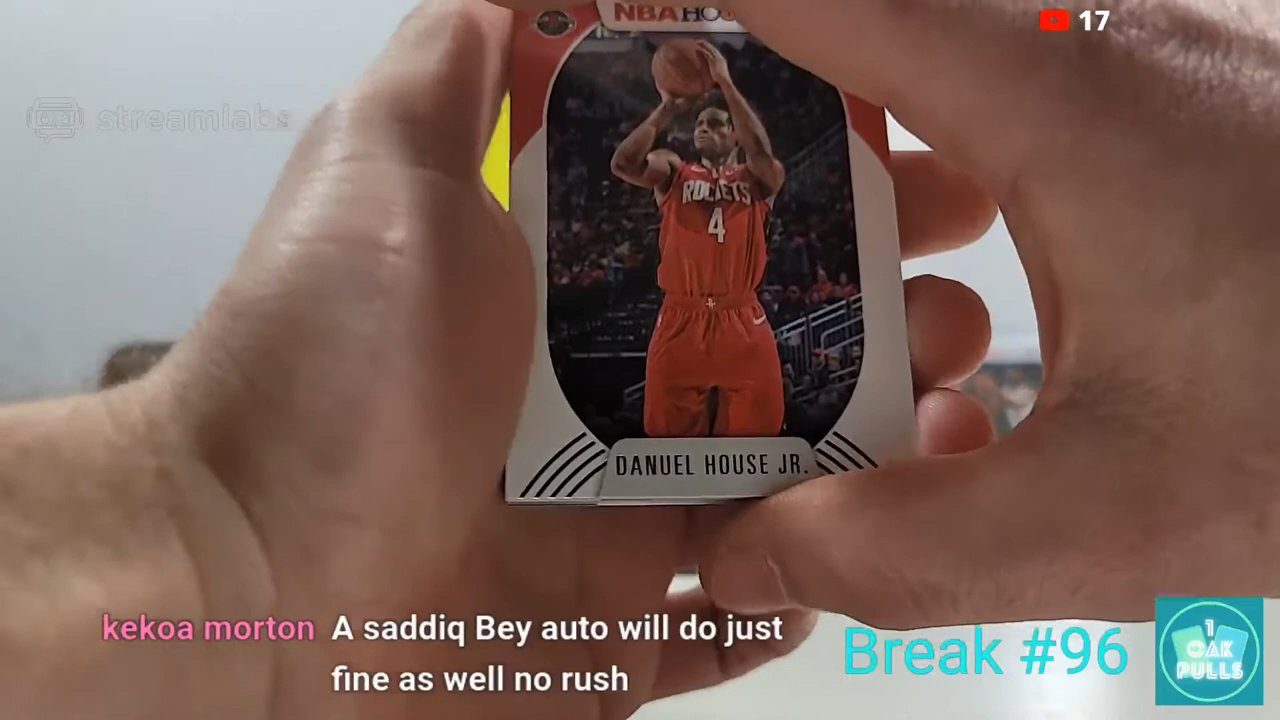 NBA HOO
17
streamlabs
ROCKETS
4
DANUEL HOUSE JR.
kekoa morton A saddiq Bey auto will do just
fine as well no rush
Break #96
1
OAK
PULLS